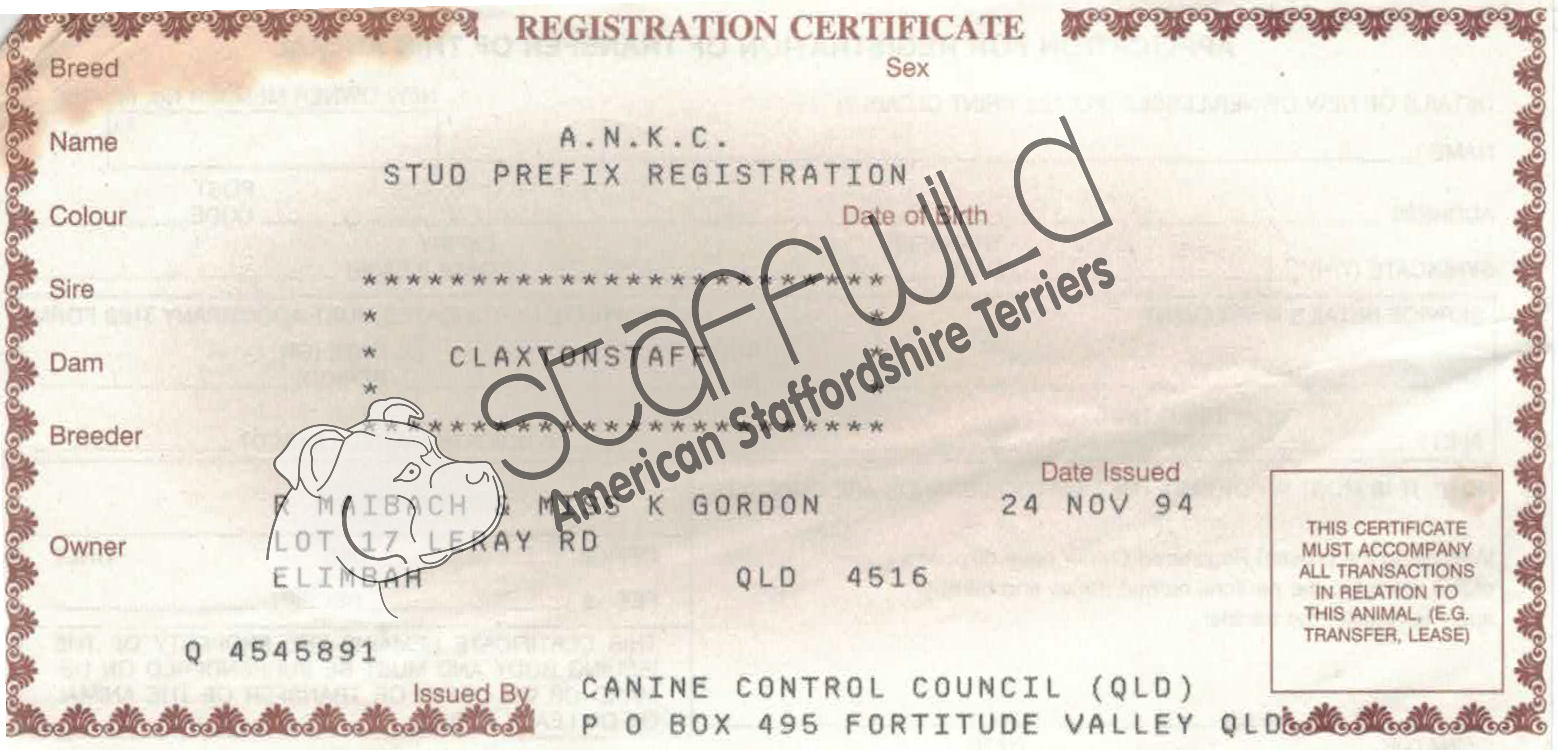 REGISTRATION CERTIFICATE
Breed
Sex
Name
A.N.K.C.
STUD PREFIX REGISTRATION
Colour
Date of Birth
Sire
***********************
* *
Dam
* CLAXTONSTAFF *
* *
Breeder
***********************
staffwild
American Staffordshire Terriers
Date Issued
R MAIBACH & MISS K GORDON
24 NOV 94
Owner
LOT 17 LERAY RD
ELIMBAH QLD 4516
THIS CERTIFICATE
MUST ACCOMPANY
ALL TRANSACTIONS
IN RELATION TO
THIS ANIMAL, (E.G.
TRANSFER, LEASE)
Q 4545891
Issued By
CANINE CONTROL COUNCIL (QLD)
P O BOX 495 FORTITUDE VALLEY QLD